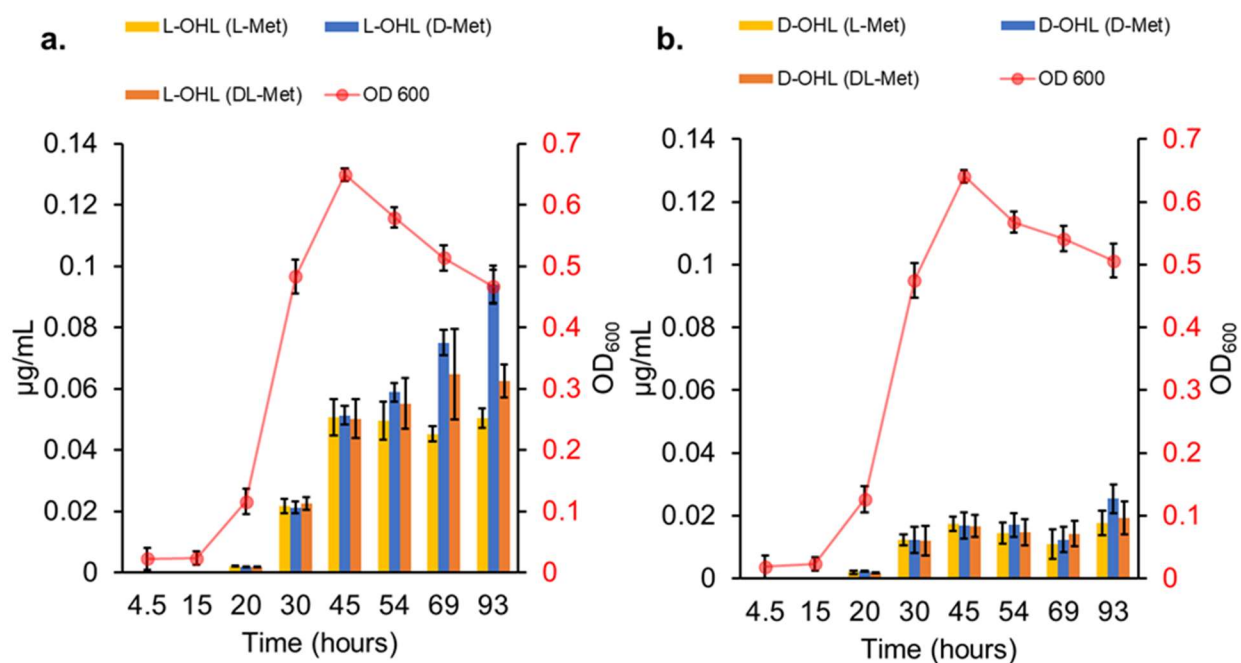 a.
L-OHL (L-Met) L-OHL (D-Met)
L-OHL (DL-Met) OD 600
0.14 0.7
0.12 0.6
0.1 0.5
0.08 0.4
0.06 0.3
0.04 0.2
0.02 0.1
0 0
µg/mL
OD600
4.5 15 20 30 45 54 69 93
Time (hours)
b.
D-OHL (L-Met) D-OHL (D-Met)
D-OHL (DL-Met) OD 600
0.14 0.7
0.12 0.6
0.1 0.5
0.08 0.4
0.06 0.3
0.04 0.2
0.02 0.1
0 0
µg/mL
OD600
4.5 15 20 30 45 54 69 93
Time (hours)